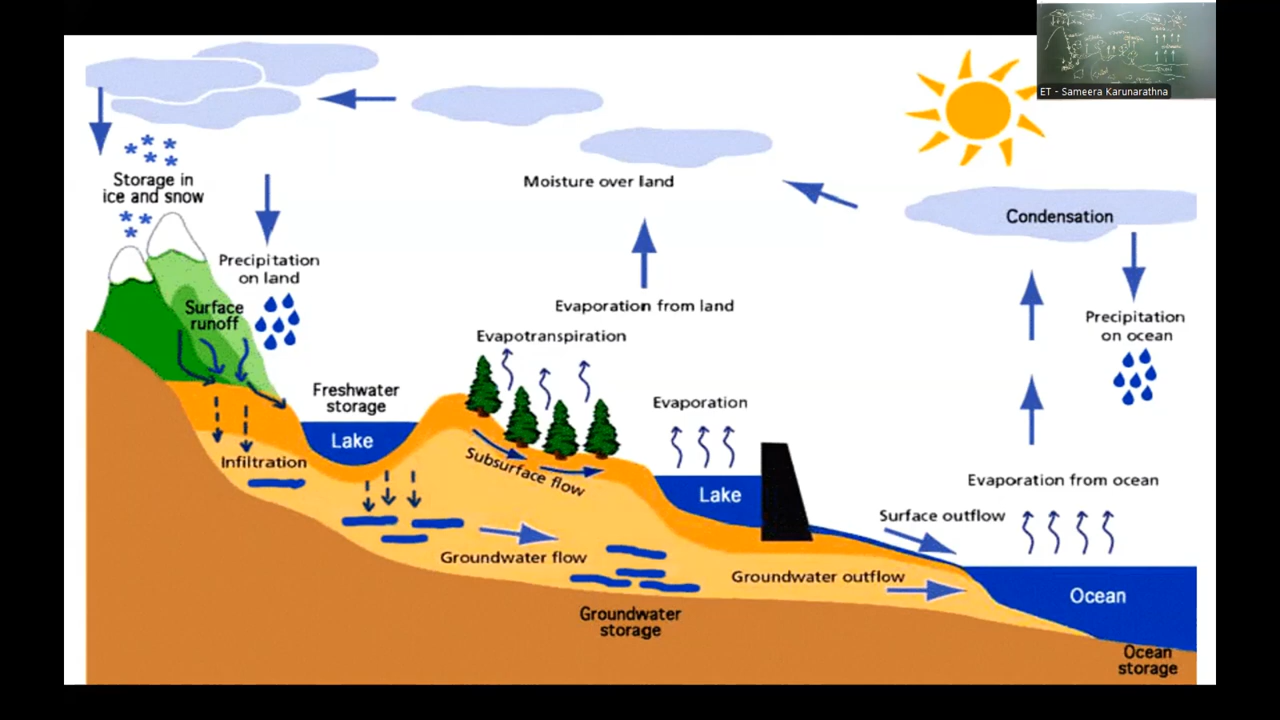 ET - Sameera Karunarathna
Storage in
ice and snow
Moisture over land
Condensation
Precipitation
on land
Surface
runoff
Evaporation from land
Precipitation
on ocean
Evapotranspiration
Freshwater
storage
Evaporation
Lake
Infiltration
Subsurface flow
Lake
Evaporation from ocean
Surface outflow
Groundwater flow
Groundwater outflow
Ocean
Groundwater
storage
Ocean
storage